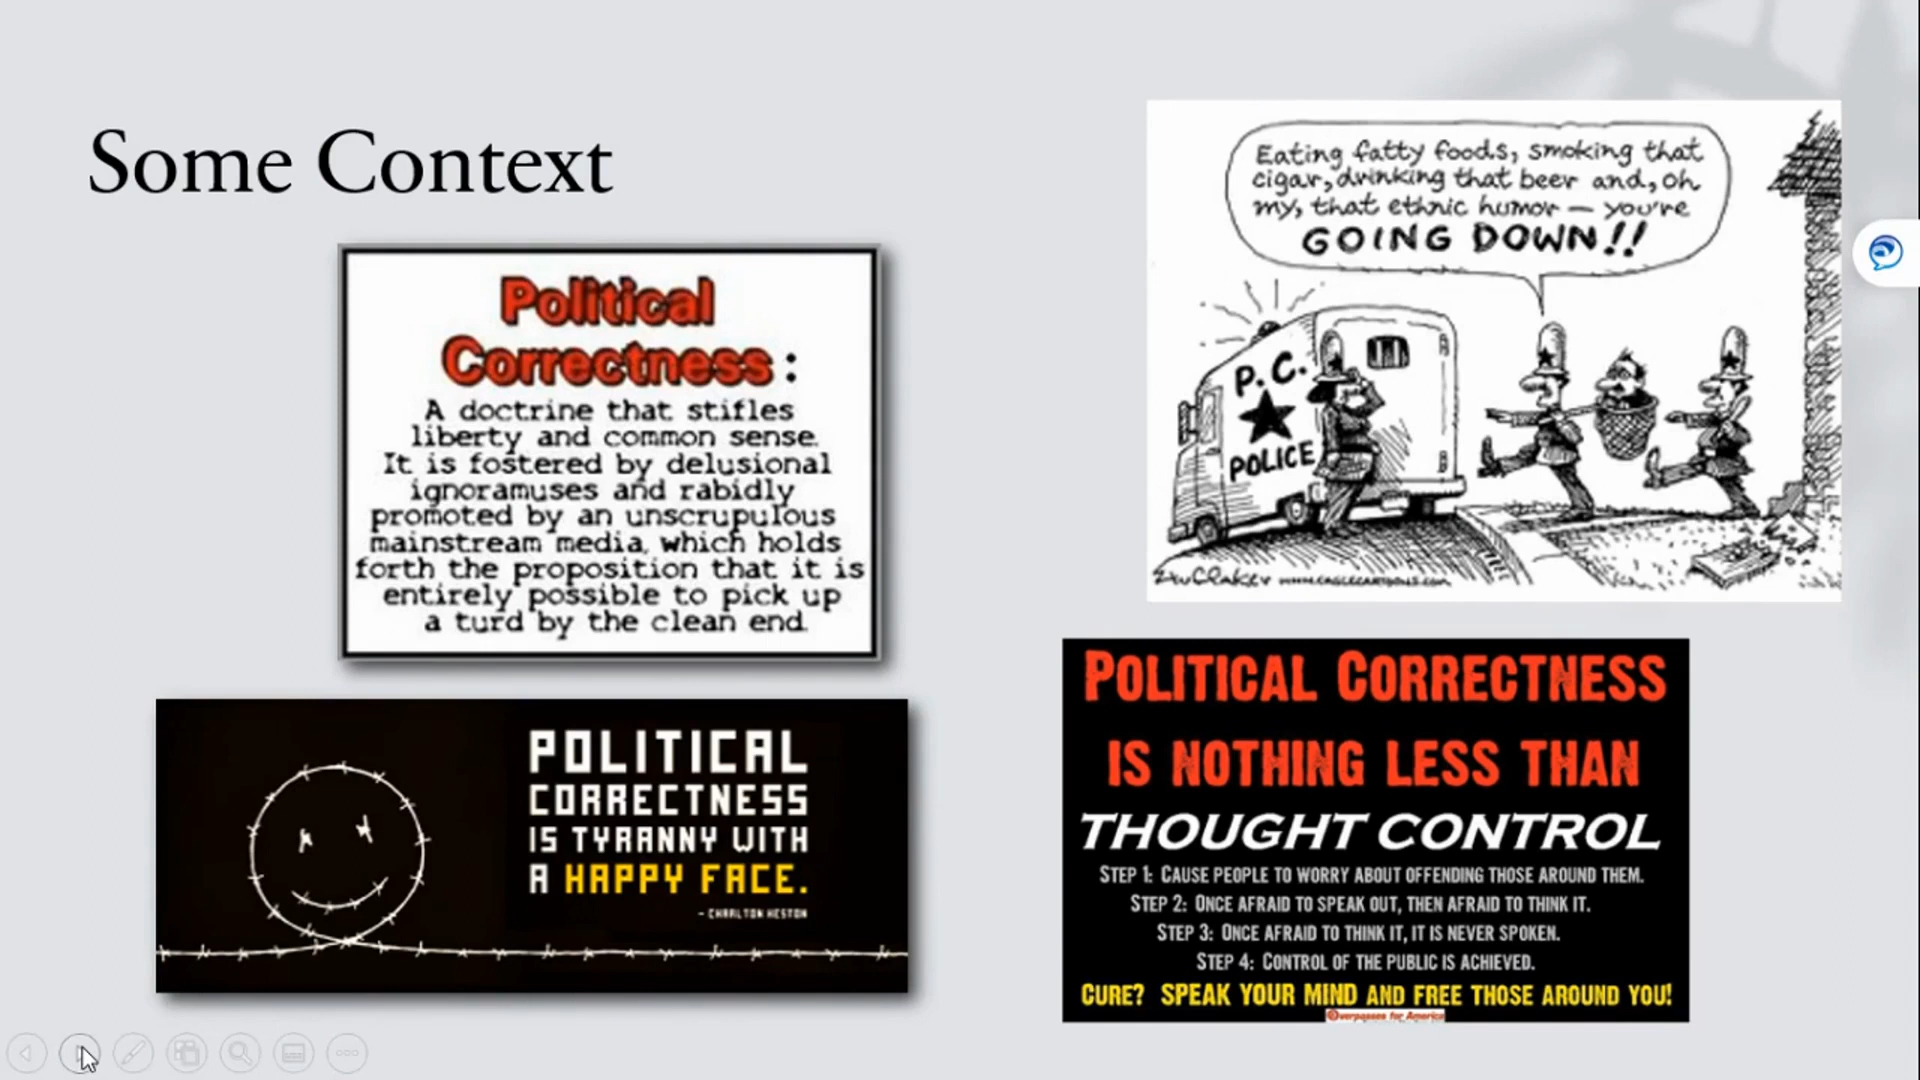 Some Context
Political
Correctness :
A doctrine that stifles
liberty and common sense.
It is fostered by delusional
ignoramuses and rabidly
promoted by an unscrupulous
mainstream media, which holds
forth the proposition that it is
entirely possible to pick up
a turd by the clean end.
Eating fatty foods, smoking that
cigar, drinking that beer and, oh
my, that ethnic humor — you're
GOING DOWN!!
P.C.
POLICE
www.caglecartoons.com
POLITICAL
CORRECTNESS
IS TYRANNY WITH
A HAPPY FACE.
- CHARLTON HESTON
POLITICAL CORRECTNESS
IS NOTHING LESS THAN
THOUGHT CONTROL
STEP 1: CAUSE PEOPLE TO WORRY ABOUT OFFENDING THOSE AROUND THEM.
STEP 2: ONCE AFRAID TO SPEAK OUT, THEN AFRAID TO THINK IT.
STEP 3: ONCE AFRAID TO THINK IT, IT IS NEVER SPOKEN.
STEP 4: CONTROL OF THE PUBLIC IS ACHIEVED.
CURE? SPEAK YOUR MIND AND FREE THOSE AROUND YOU!
Overpasses for America